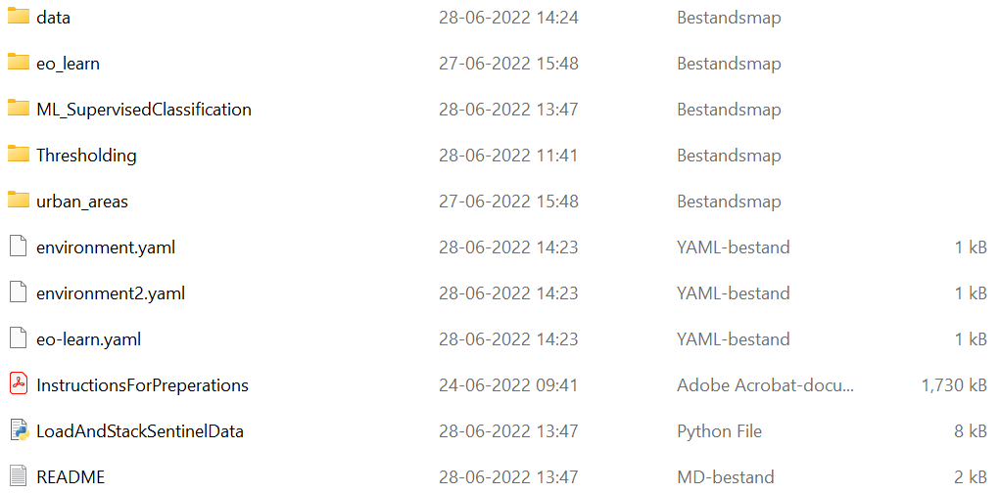 data 28-06-2022 14:24 Bestandsmap
eo_learn 27-06-2022 15:48 Bestandsmap
ML_SupervisedClassification 28-06-2022 13:47 Bestandsmap
Thresholding 28-06-2022 11:41 Bestandsmap
urban_areas 27-06-2022 15:48 Bestandsmap
environment.yaml 28-06-2022 14:23 YAML-bestand 1 kB
environment2.yaml 28-06-2022 14:23 YAML-bestand 1 kB
eo-learn.yaml 28-06-2022 14:23 YAML-bestand 1 kB
InstructionsForPreperations 24-06-2022 09:41 Adobe Acrobat-docu... 1,730 kB
LoadAndStackSentinelData 28-06-2022 13:47 Python File 8 kB
README 28-06-2022 13:47 MD-bestand 2 kB